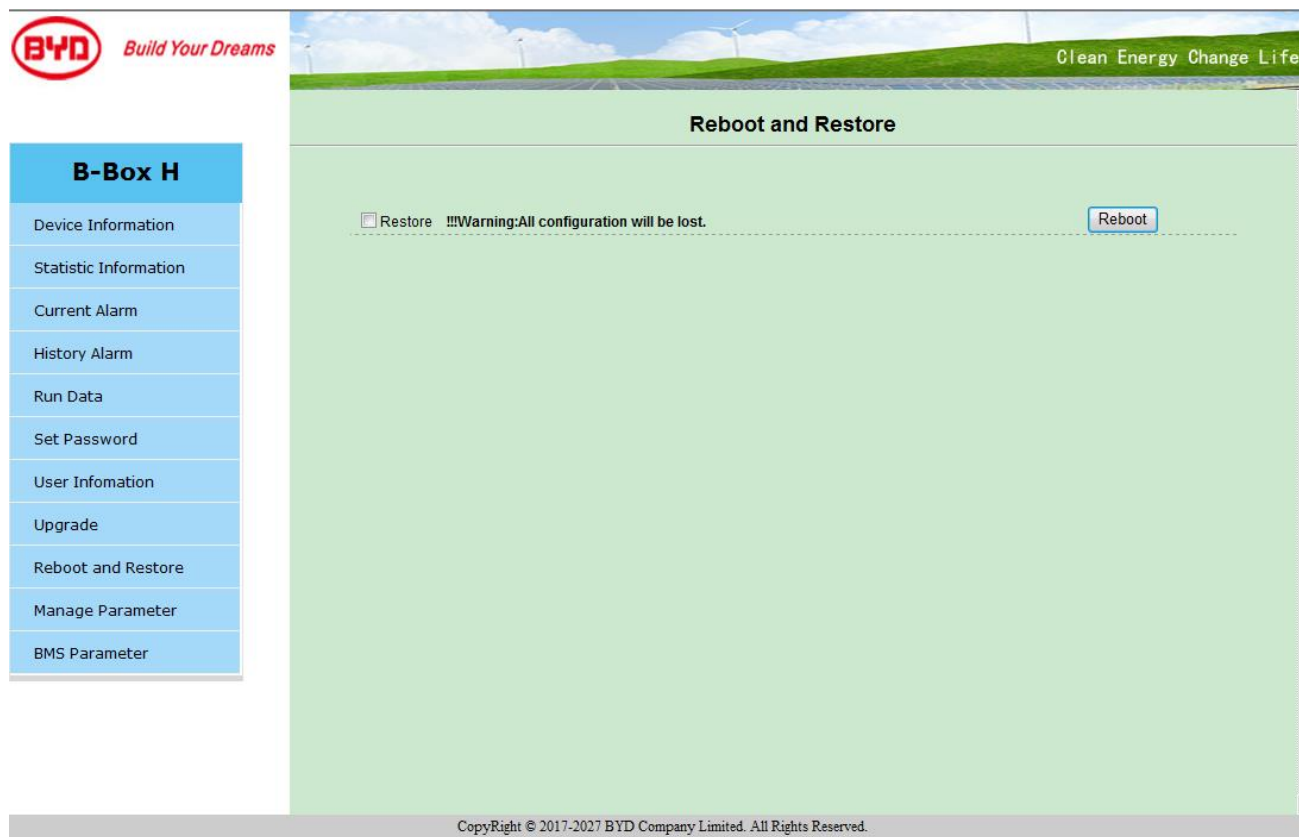 BYD Build Your Dreams
Clean Energy Change Life
Reboot and Restore
B-Box H
Device Information
Statistic Information
Current Alarm
History Alarm
Run Data
Set Password
User Infomation
Upgrade
Reboot and Restore
Manage Parameter
BMS Parameter
Restore !!!Warning:All configuration will be lost. Reboot
CopyRight © 2017-2027 BYD Company Limited. All Rights Reserved.